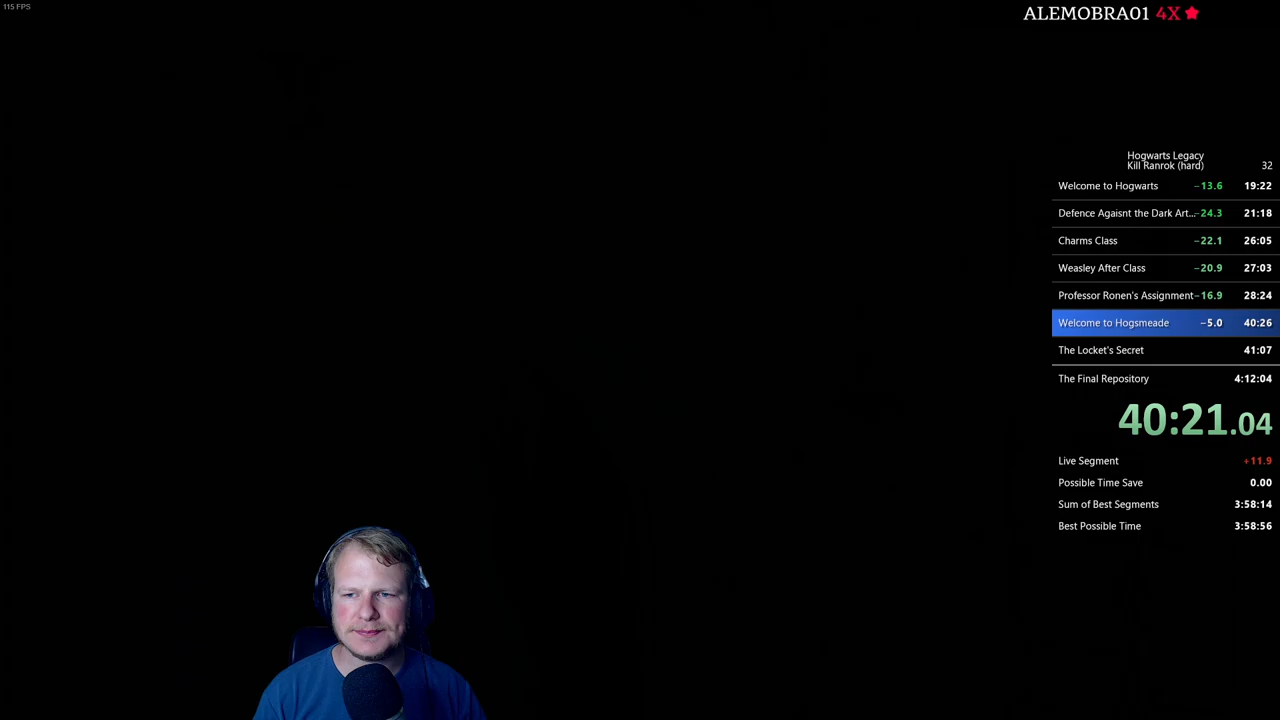 115 FPS
ALEMOBRA01 4X
Hogwarts Legacy
Kill Ranrok (hard) 32
Welcome to Hogwarts −13.6 19:22
Defence Agaisnt the Dark Art... −24.3 21:18
Charms Class −22.1 26:05
Weasley After Class −20.9 27:03
Professor Ronen's Assignment −16.9 28:24
Welcome to Hogsmeade −5.0 40:26
The Locket's Secret 41:07
The Final Repository 4:12:04
40:21.04
Live Segment +11.9
Possible Time Save 0.00
Sum of Best Segments 3:58:14
Best Possible Time 3:58:56